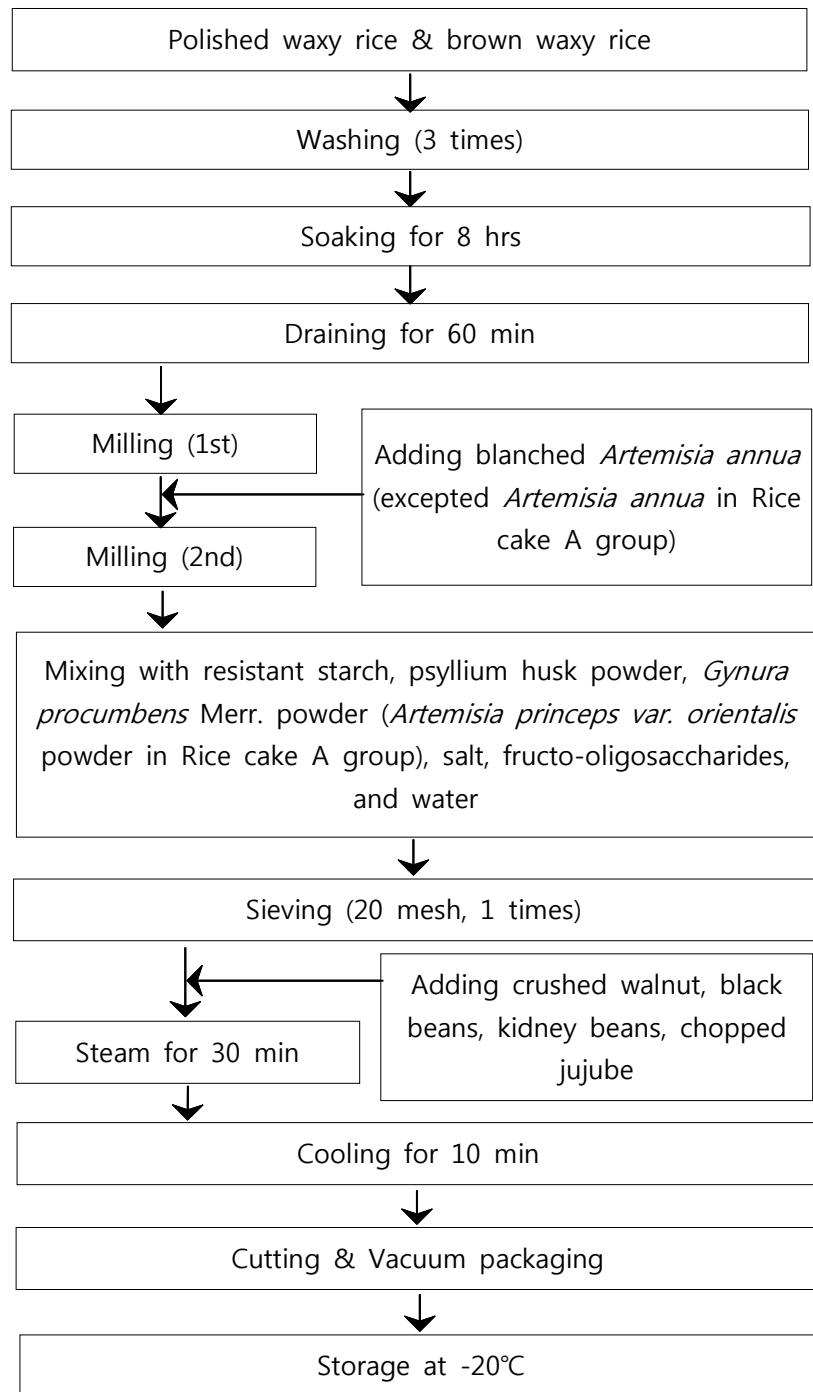 Polished waxy rice & brown waxy rice
Washing (3 times)
Soaking for 8 hrs
Draining for 60 min
Milling (1st)
Adding blanched Artemisia annua
(excepted Artemisia annua in Rice
cake A group)
Milling (2nd)
Mixing with resistant starch, psyllium husk powder, Gynura
procumbens Merr. powder (Artemisia princeps var. orientalis
powder in Rice cake A group), salt, fructo-oligosaccharides,
and water
Sieving (20 mesh, 1 times)
Adding crushed walnut, black
beans, kidney beans, chopped
jujube
Steam for 30 min
Cooling for 10 min
Cutting & Vacuum packaging
Storage at -20℃